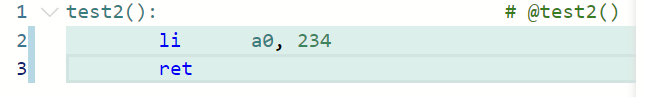 1 test2():                              # @test2()
2         li      a0, 234
3         ret